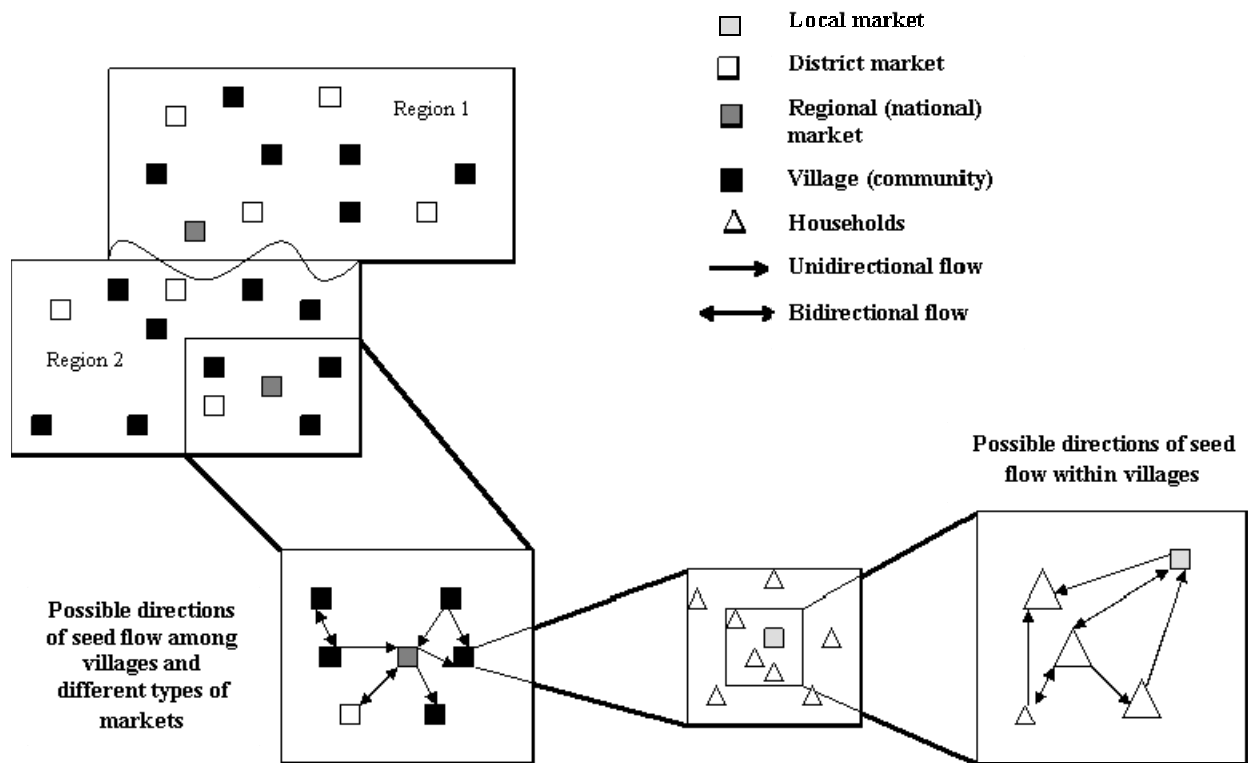 Local market
District market
Regional (national)
market
Village (community)
Households
Unidirectional flow
Bidirectional flow
Region 1
Region 2
Possible directions of seed
flow within villages
Possible directions
of seed flow among
villages and
different types of
markets